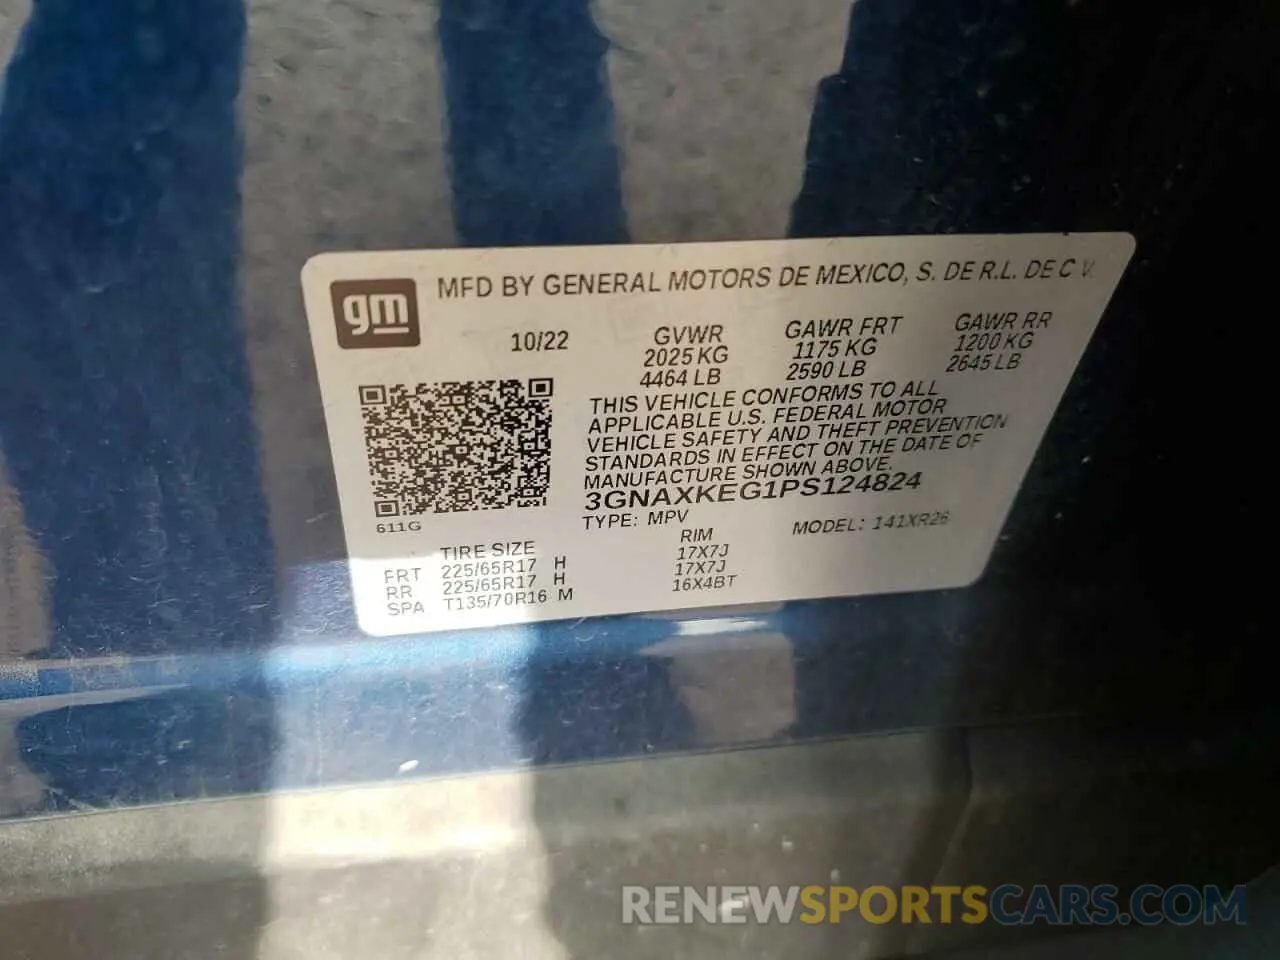 gm
MFD BY GENERAL MOTORS DE MEXICO, S. DE R.L. DE C V.
10/22
GVWR
2025 KG
4464 LB
GAWR FRT
1175 KG
2590 LB
GAWR RR
1200 KG
2645 LB
THIS VEHICLE CONFORMS TO ALL
APPLICABLE U.S. FEDERAL MOTOR
VEHICLE SAFETY AND THEFT PREVENTION
STANDARDS IN EFFECT ON THE DATE OF
MANUFACTURE SHOWN ABOVE.
3GNAXKEG1PS124824
TYPE: MPV
MODEL: 141XR26
611G
TIRE SIZE
RIM
FRT 225/65R17 H 17X7J
RR 225/65R17 H 17X7J
SPA T135/70R16 M 16X4BT
RENEWSPORTSCARS.COM